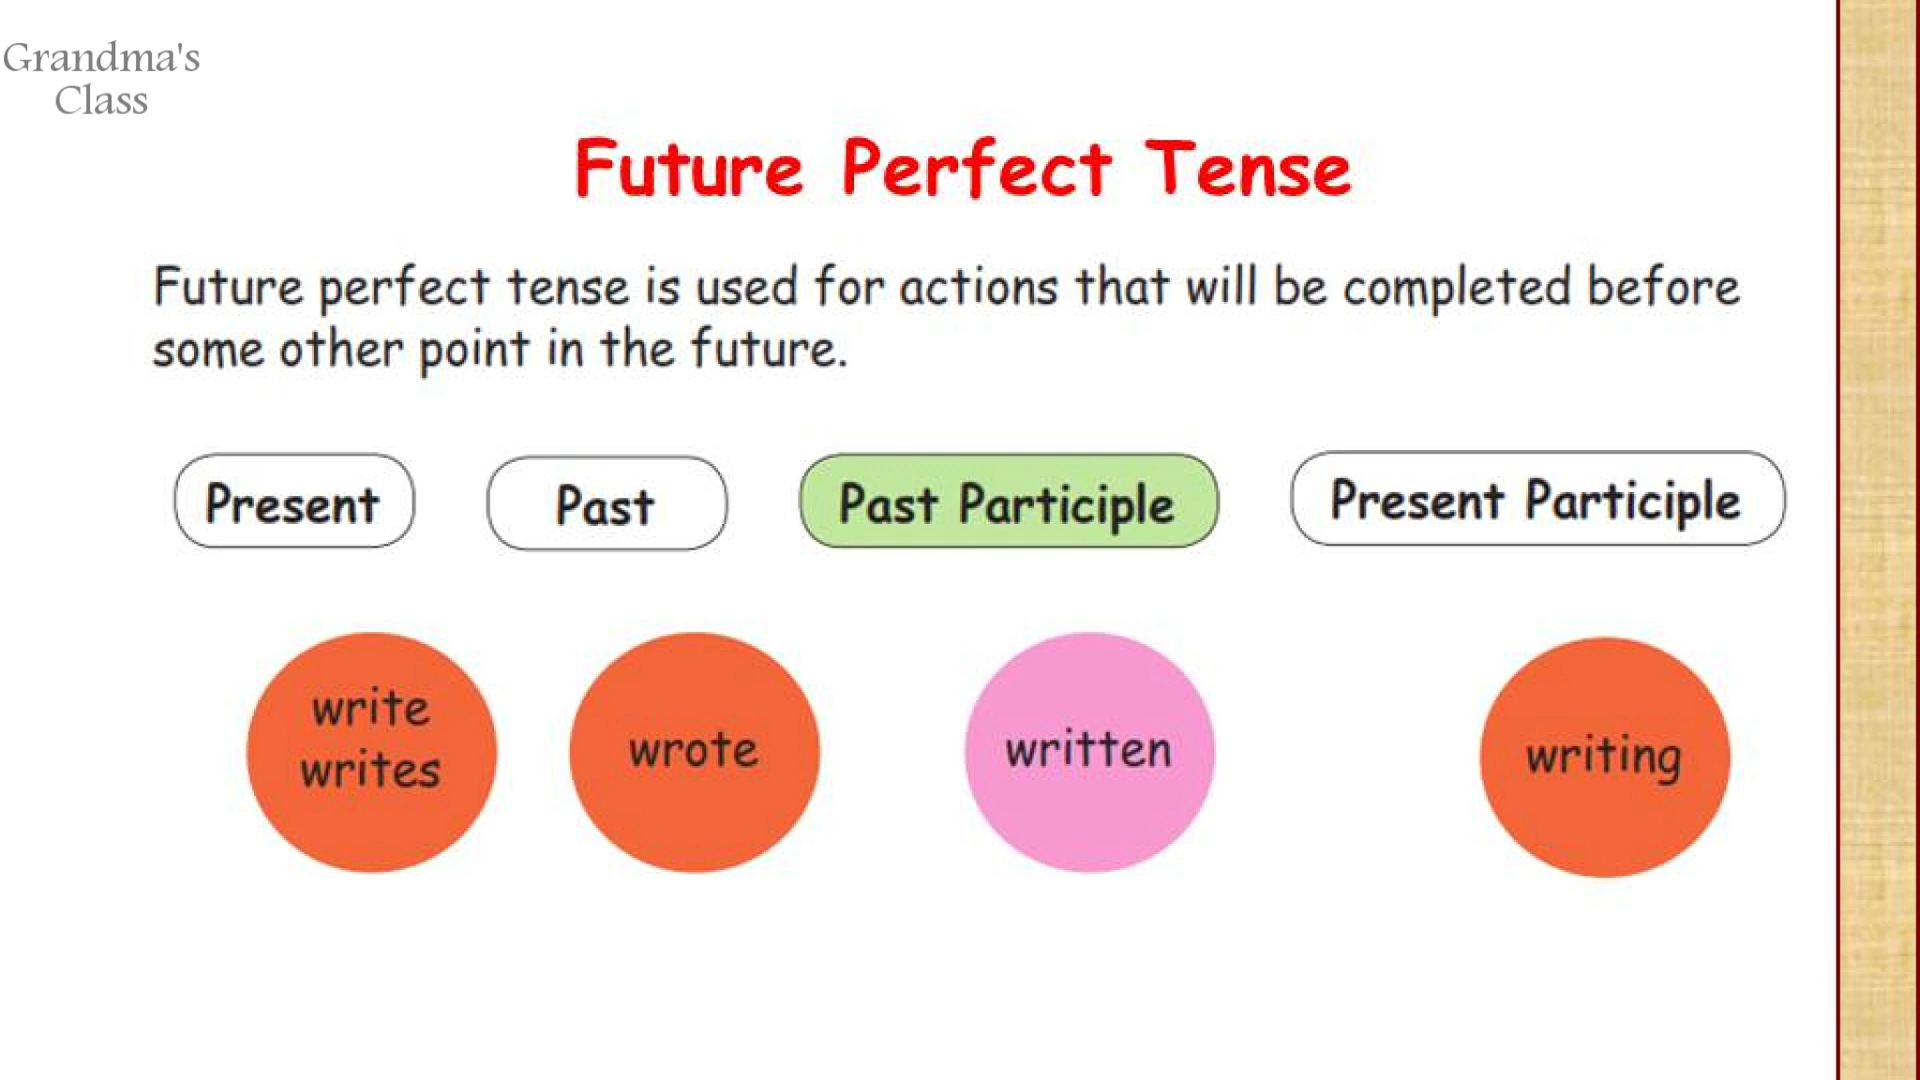 Grandma's
Class
Future Perfect Tense
Future perfect tense is used for actions that will be completed before
some other point in the future.
Present Past Past Participle Present Participle
write
writes
wrote
written
writing